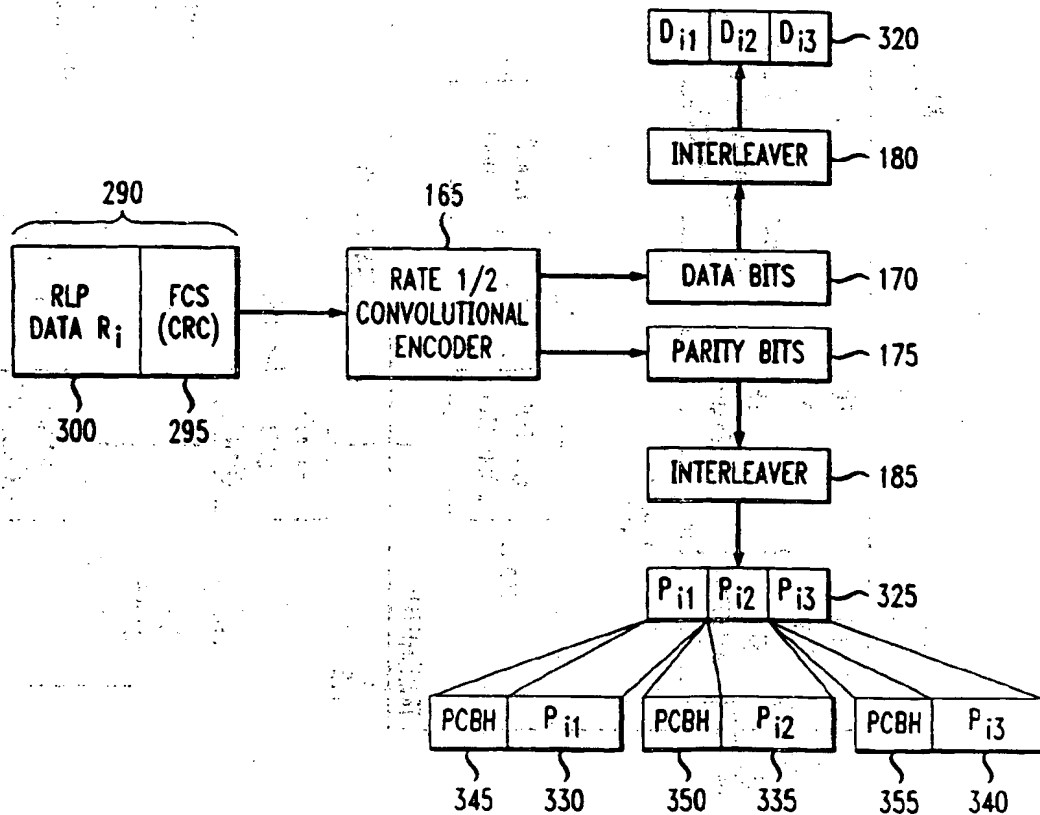 D i1 D i2 D i3 320
INTERLEAVER 180
290
165
RLP DATA R i
FCS (CRC)
RATE 1/2
CONVOLUTIONAL
ENCODER
DATA BITS 170
PARITY BITS 175
300 295
INTERLEAVER 185
P i1 P i2 P i3 325
PCBH P i1 PCBH P i2 PCBH P i3
345 330 350 335 355 340